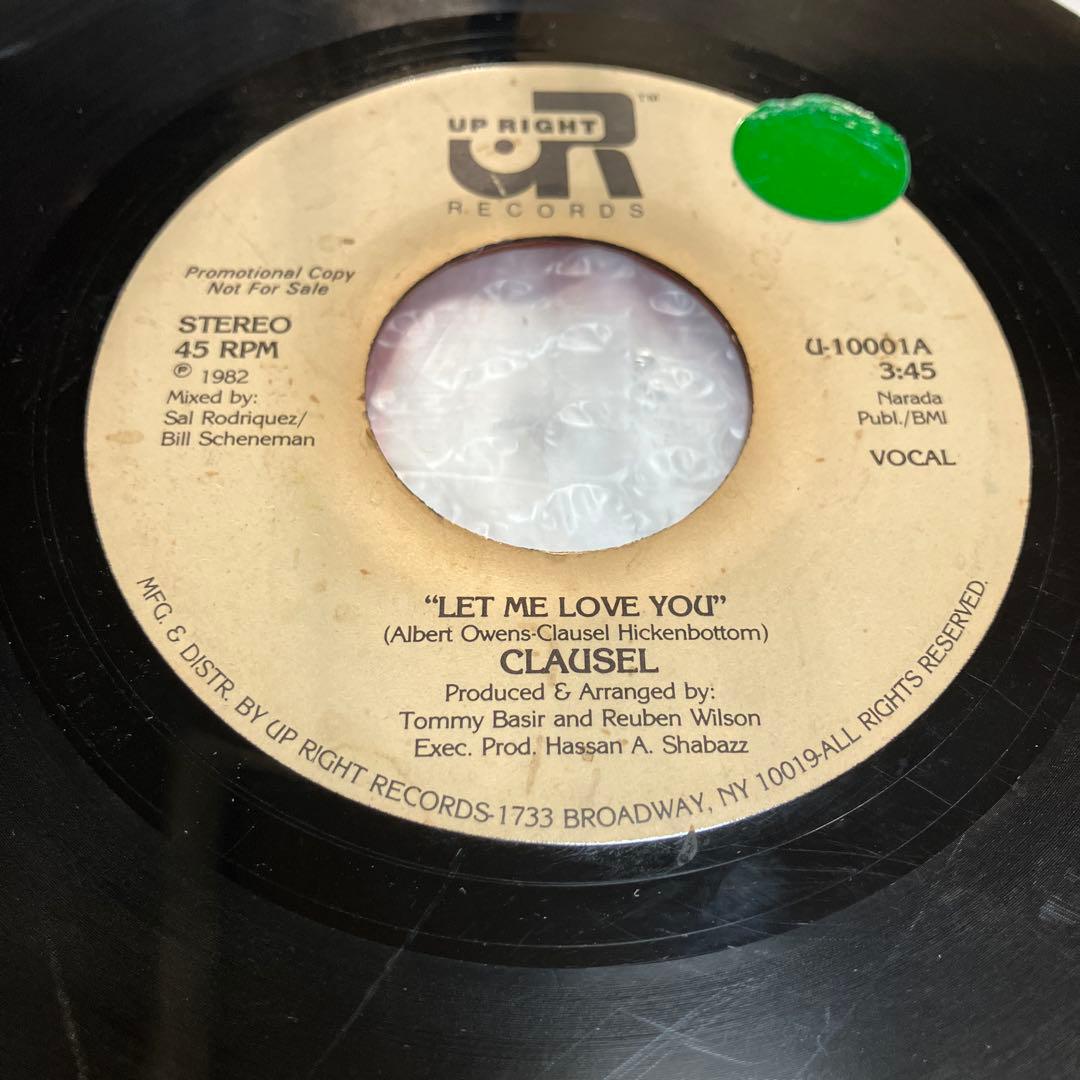 UP RIGHT
UR™
RECORDS
Promotional Copy
Not For Sale
STEREO
45 RPM
℗ 1982
Mixed by:
Sal Rodriquez/
Bill Scheneman
U-10001A
3:45
Narada
Publ./BMI
VOCAL
“LET ME LOVE YOU”
(Albert Owens-Clausel Hickenbottom)
CLAUSEL
Produced & Arranged by:
Tommy Basir and Reuben Wilson
Exec. Prod. Hassan A. Shabazz
MFG. & DISTR. BY UP RIGHT RECORDS-1733 BROADWAY, NY 10019-ALL RIGHTS RESERVED.